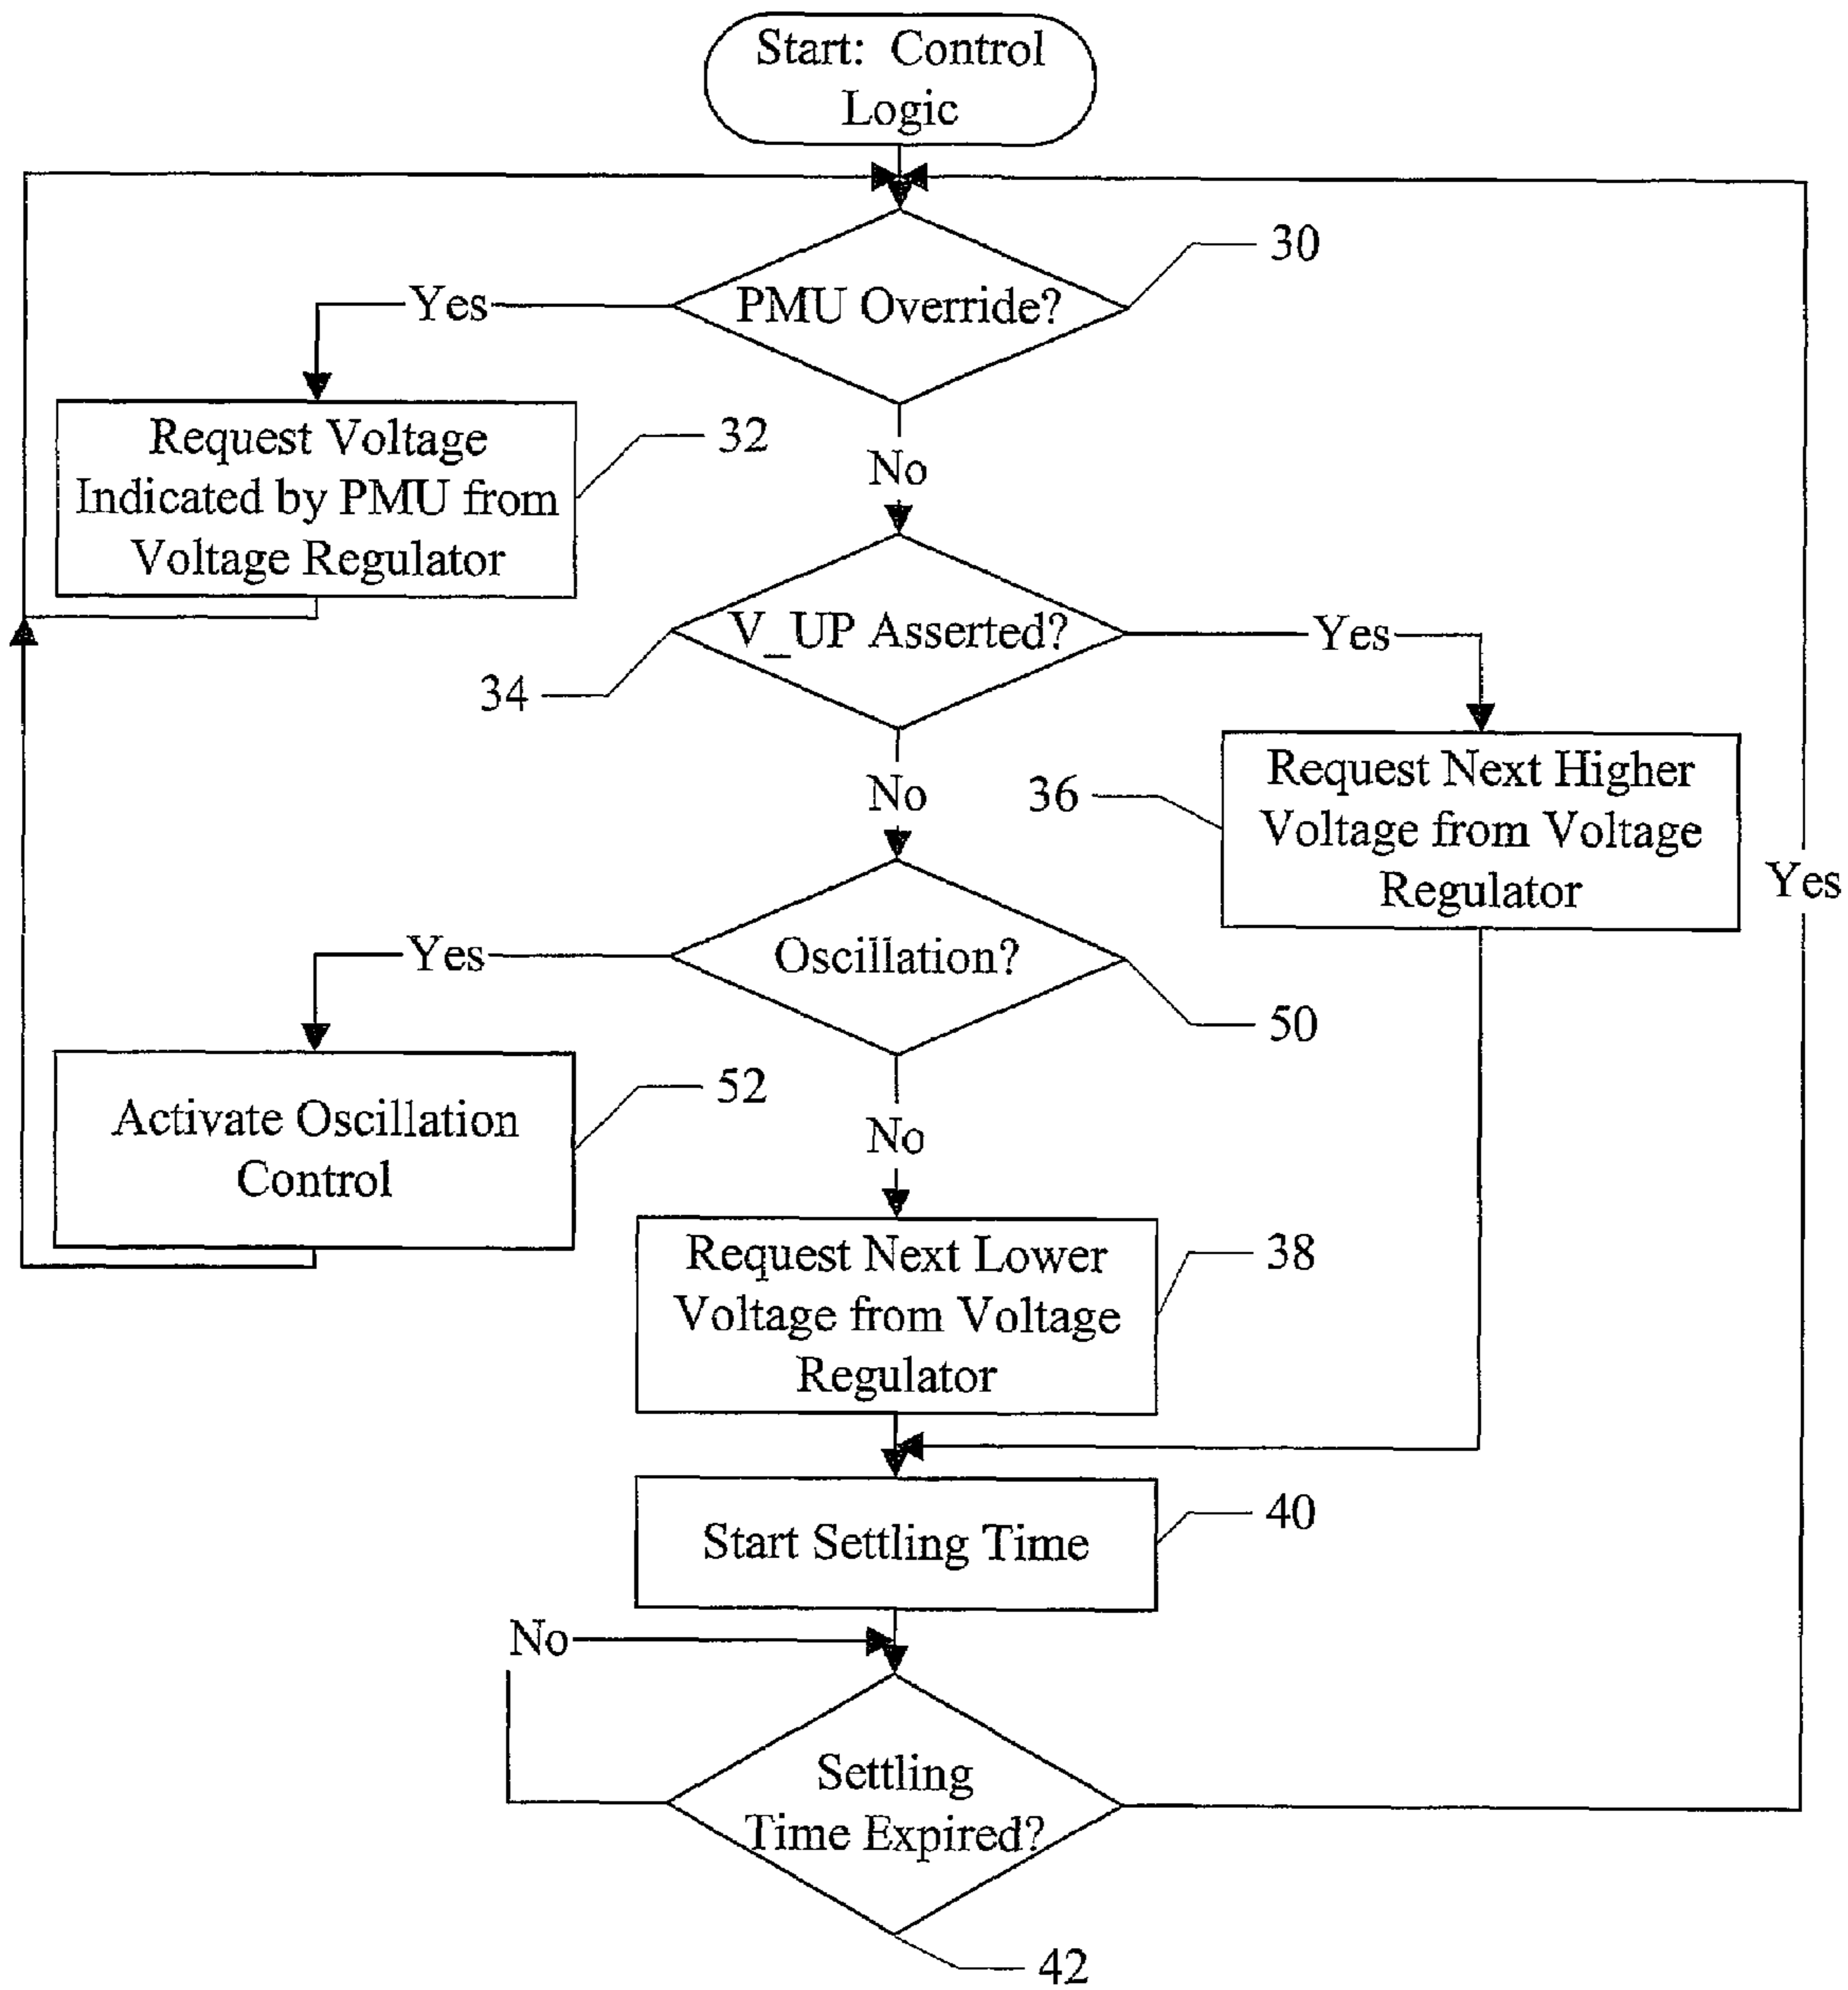 Start: Control
Logic
30
PMU Override?
Yes
32
Request Voltage
Indicated by PMU from
Voltage Regulator
No
V_UP Asserted?
Yes
34
36
Request Next Higher
Voltage from Voltage
Regulator
No
Yes
Oscillation?
Yes
50
52
Activate Oscillation
Control
No
38
Request Next Lower
Voltage from Voltage
Regulator
40
Start Settling Time
No
Settling
Time Expired?
42